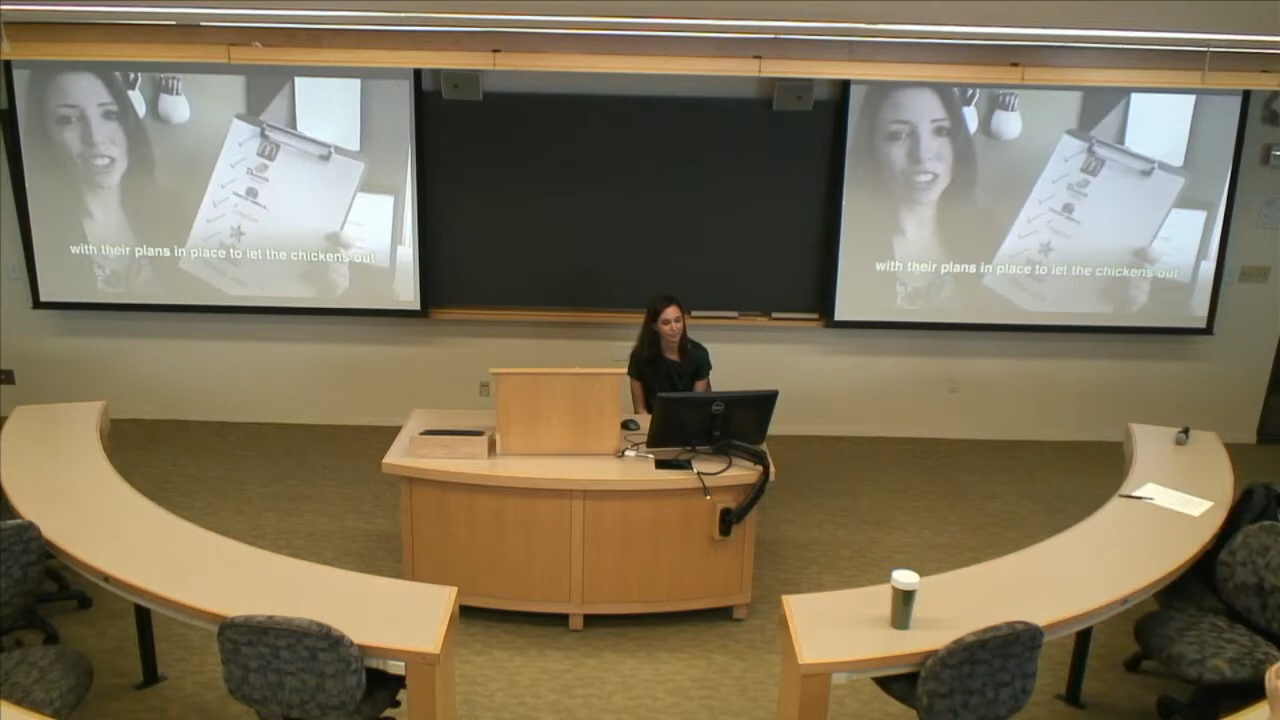 with their plans in place to let the chickens out
with their plans in place to let the chickens out